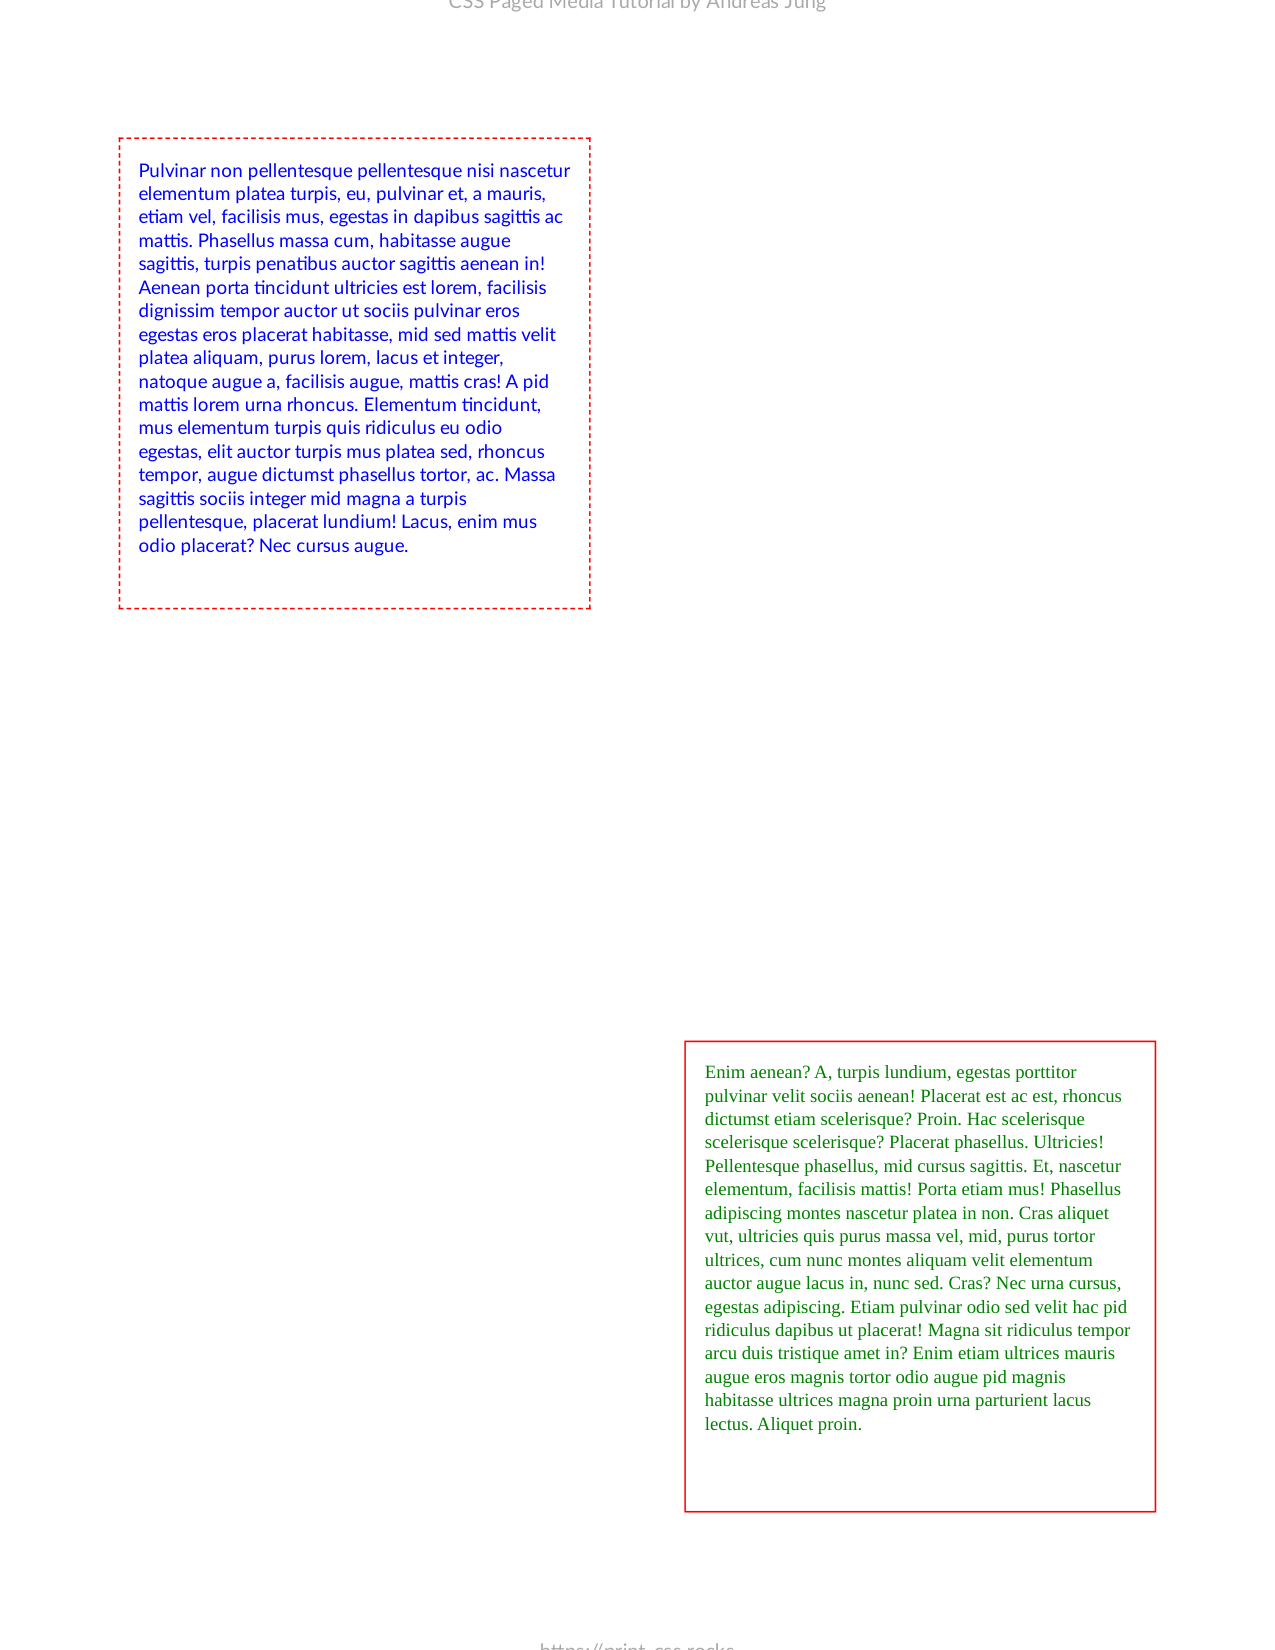 CSS Paged Media Tutorial by Andreas Jung
Pulvinar non pellentesque pellentesque nisi nascetur
elementum platea turpis, eu, pulvinar et, a mauris,
etiam vel, facilisis mus, egestas in dapibus sagittis ac
mattis. Phasellus massa cum, habitasse augue
sagittis, turpis penatibus auctor sagittis aenean in!
Aenean porta tincidunt ultricies est lorem, facilisis
dignissim tempor auctor ut sociis pulvinar eros
egestas eros placerat habitasse, mid sed mattis velit
platea aliquam, purus lorem, lacus et integer,
natoque augue a, facilisis augue, mattis cras! A pid
mattis lorem urna rhoncus. Elementum tincidunt,
mus elementum turpis quis ridiculus eu odio
egestas, elit auctor turpis mus platea sed, rhoncus
tempor, augue dictumst phasellus tortor, ac. Massa
sagittis sociis integer mid magna a turpis
pellentesque, placerat lundium! Lacus, enim mus
odio placerat? Nec cursus augue.
Enim aenean? A, turpis lundium, egestas porttitor
pulvinar velit sociis aenean! Placerat est ac est, rhoncus
dictumst etiam scelerisque? Proin. Hac scelerisque
scelerisque scelerisque? Placerat phasellus. Ultricies!
Pellentesque phasellus, mid cursus sagittis. Et, nascetur
elementum, facilisis mattis! Porta etiam mus! Phasellus
adipiscing montes nascetur platea in non. Cras aliquet
vut, ultricies quis purus massa vel, mid, purus tortor
ultrices, cum nunc montes aliquam velit elementum
auctor augue lacus in, nunc sed. Cras? Nec urna cursus,
egestas adipiscing. Etiam pulvinar odio sed velit hac pid
ridiculus dapibus ut placerat! Magna sit ridiculus tempor
arcu duis tristique amet in? Enim etiam ultrices mauris
augue eros magnis tortor odio augue pid magnis
habitasse ultrices magna proin urna parturient lacus
lectus. Aliquet proin.
https://print-css.rocks